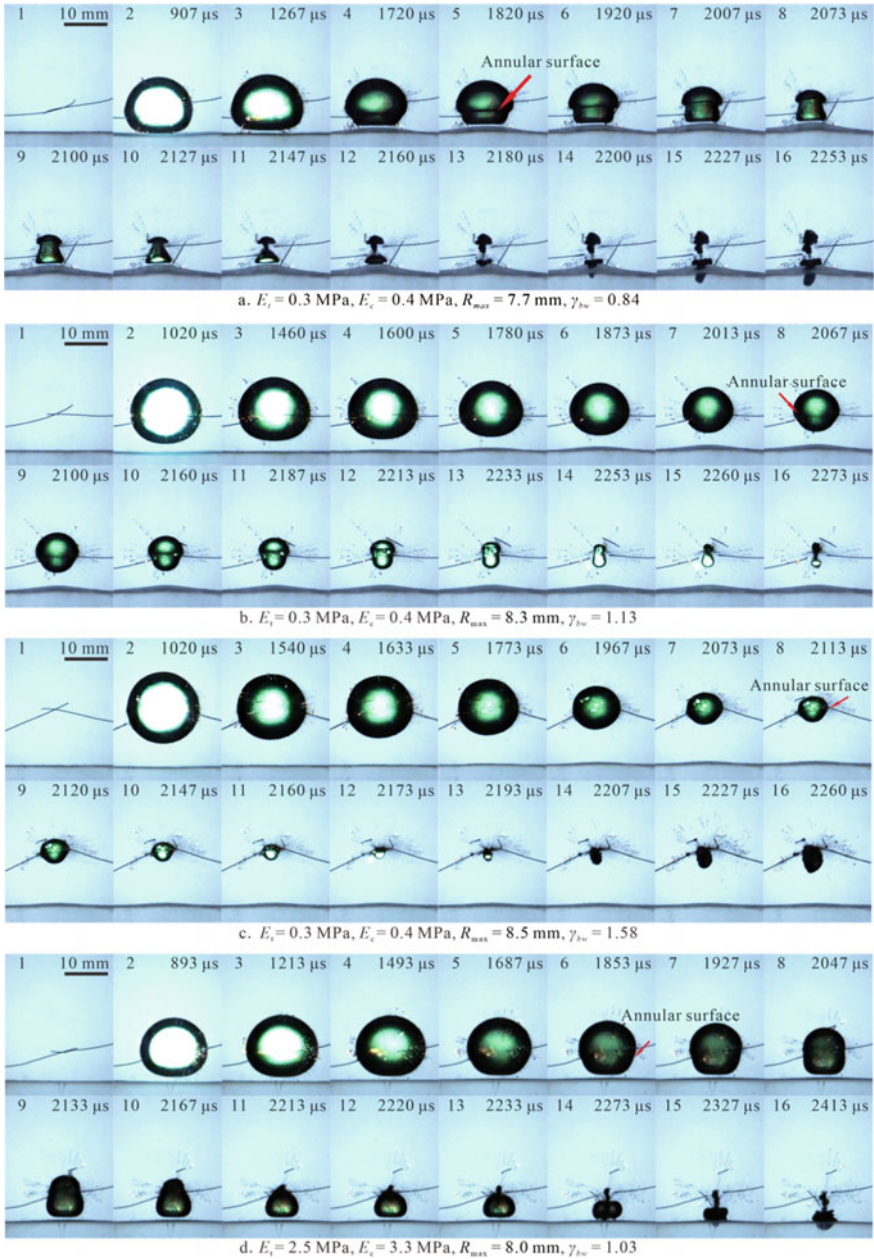 1 10 mm 2 907 μs 3 1267 μs 4 1720 μs 5 1820 μs 6 1920 μs 7 2007 μs 8 2073 μs
Annular surface
9 2100 μs 10 2127 μs 11 2147 μs 12 2160 μs 13 2180 μs 14 2200 μs 15 2227 μs 16 2253 μs
a. Et = 0.3 MPa, Ec = 0.4 MPa, Rmax = 7.7 mm, γbw = 0.84
1 10 mm 2 1020 μs 3 1460 μs 4 1600 μs 5 1780 μs 6 1873 μs 7 2013 μs 8 2067 μs
Annular surface
9 2100 μs 10 2160 μs 11 2187 μs 12 2213 μs 13 2233 μs 14 2253 μs 15 2260 μs 16 2273 μs
b. Et = 0.3 MPa, Ec = 0.4 MPa, Rmax = 8.3 mm, γbw = 1.13
1 10 mm 2 1020 μs 3 1540 μs 4 1633 μs 5 1773 μs 6 1967 μs 7 2073 μs 8 2113 μs
Annular surface
9 2120 μs 10 2147 μs 11 2160 μs 12 2173 μs 13 2193 μs 14 2207 μs 15 2227 μs 16 2260 μs
c. Et = 0.3 MPa, Ec = 0.4 MPa, Rmax = 8.5 mm, γbw = 1.58
1 10 mm 2 893 μs 3 1213 μs 4 1493 μs 5 1687 μs 6 1853 μs 7 1927 μs 8 2047 μs
Annular surface
9 2133 μs 10 2167 μs 11 2213 μs 12 2220 μs 13 2233 μs 14 2273 μs 15 2327 μs 16 2413 μs
d. Et = 2.5 MPa, Ec = 3.3 MPa, Rmax = 8.0 mm, γbw = 1.03